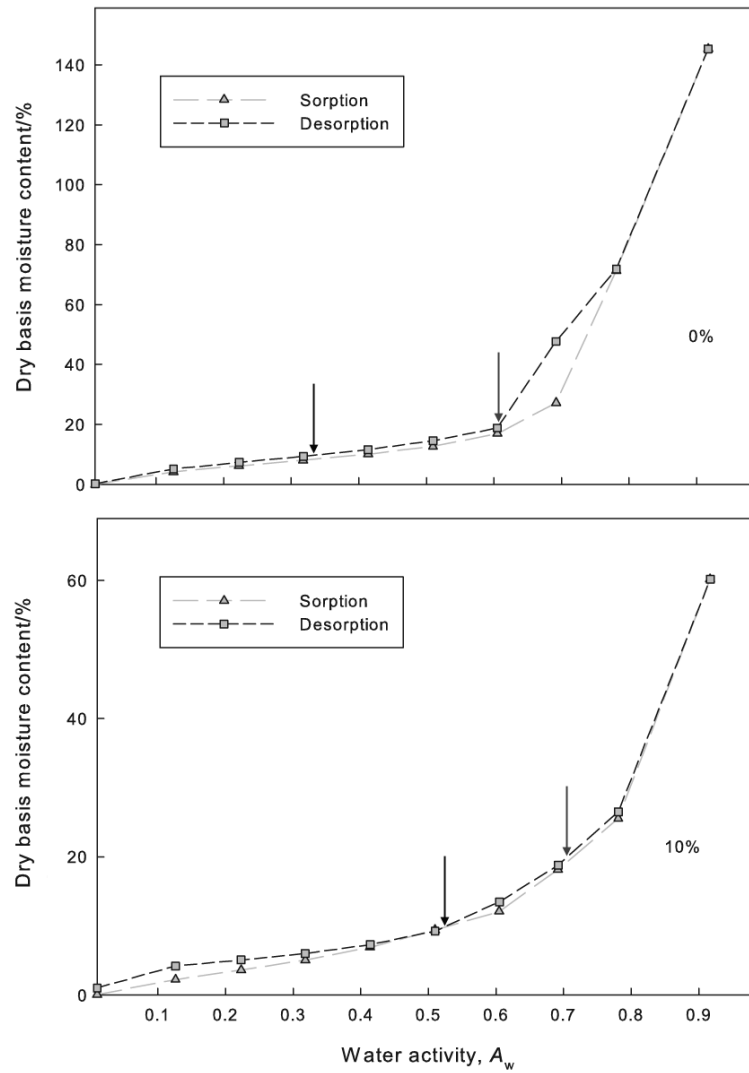 Dry basis moisture content/%
140
120
100
80
60
40
20
0
Sorption
Desorption
0%
Dry basis moisture content/%
60
40
20
0
Sorption
Desorption
10%
0.1 0.2 0.3 0.4 0.5 0.6 0.7 0.8 0.9
Water activity, Aw